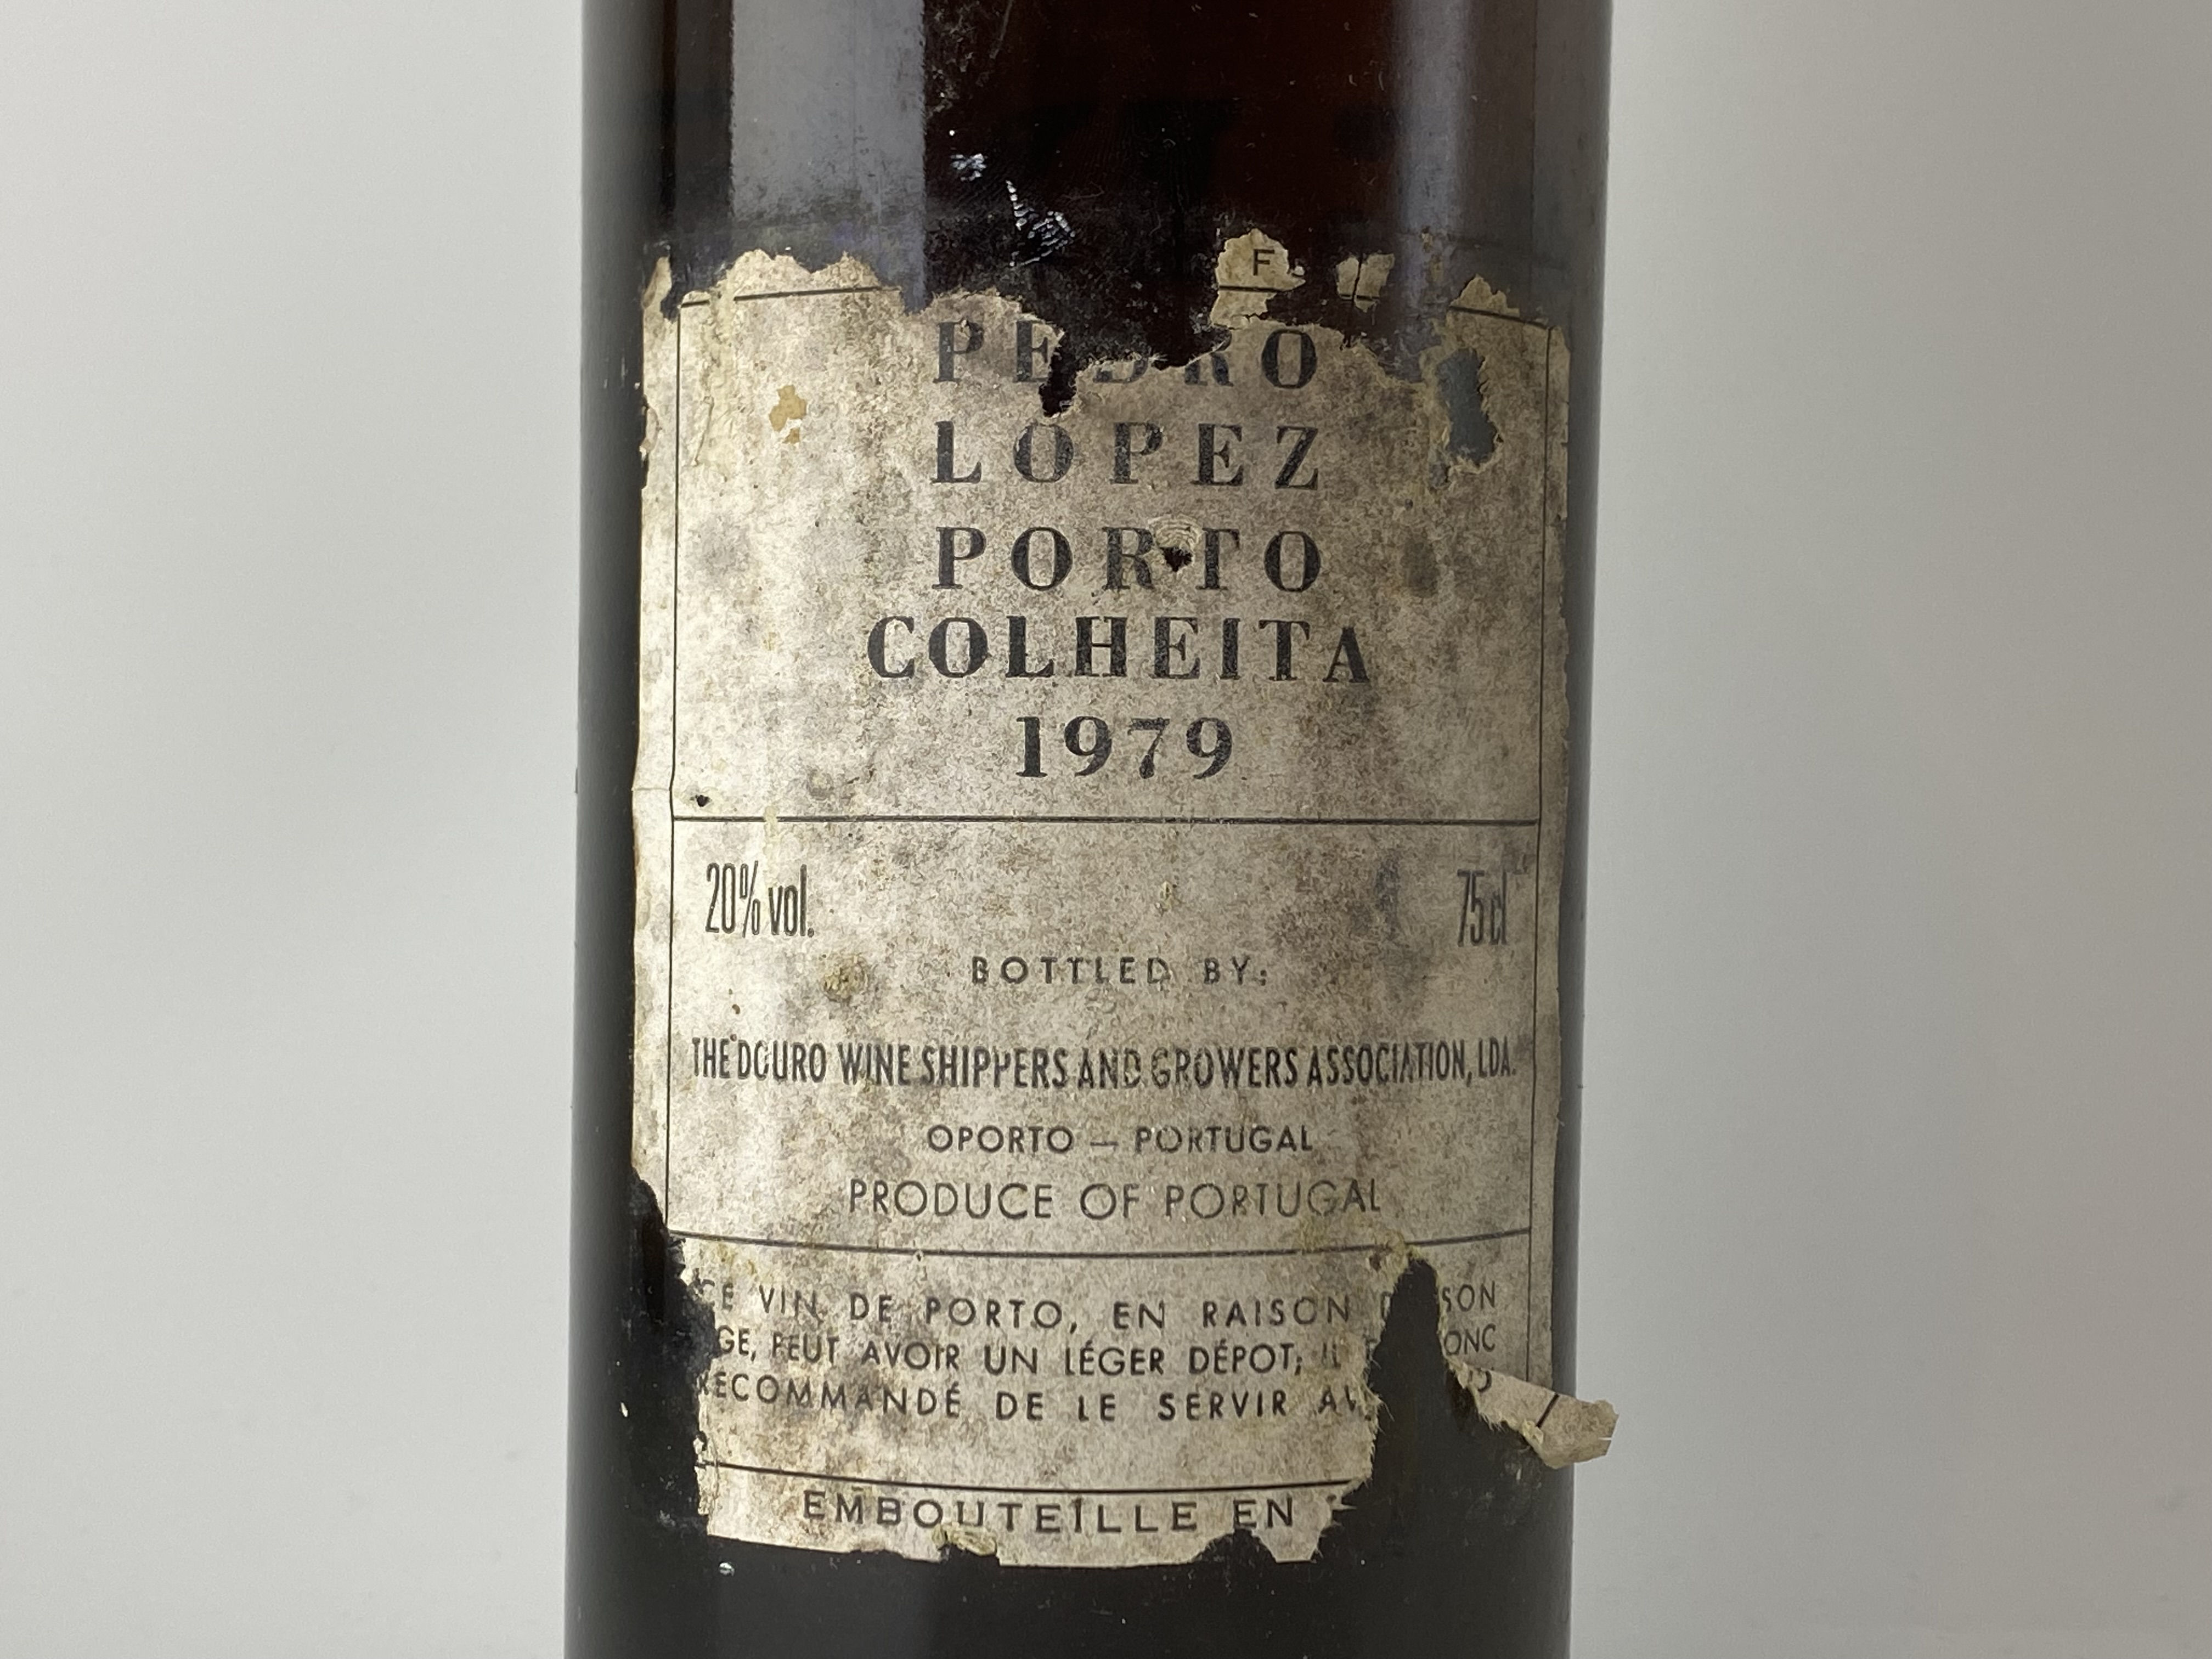 PEDRO
LOPEZ
PORTO
COLHEITA
1979
20% vol. 75 cl
BOTTLED BY:
THE DOURO WINE SHIPPERS AND GROWERS ASSOCIATION, LDA.
OPORTO — PORTUGAL
PRODUCE OF PORTUGAL
CE VIN DE PORTO, EN RAISON SON
PEUT AVOIR UN LÉGER DÉPOT;
RECOMMANDÉ DE LE SERVIR
EMBOUTEILLE EN